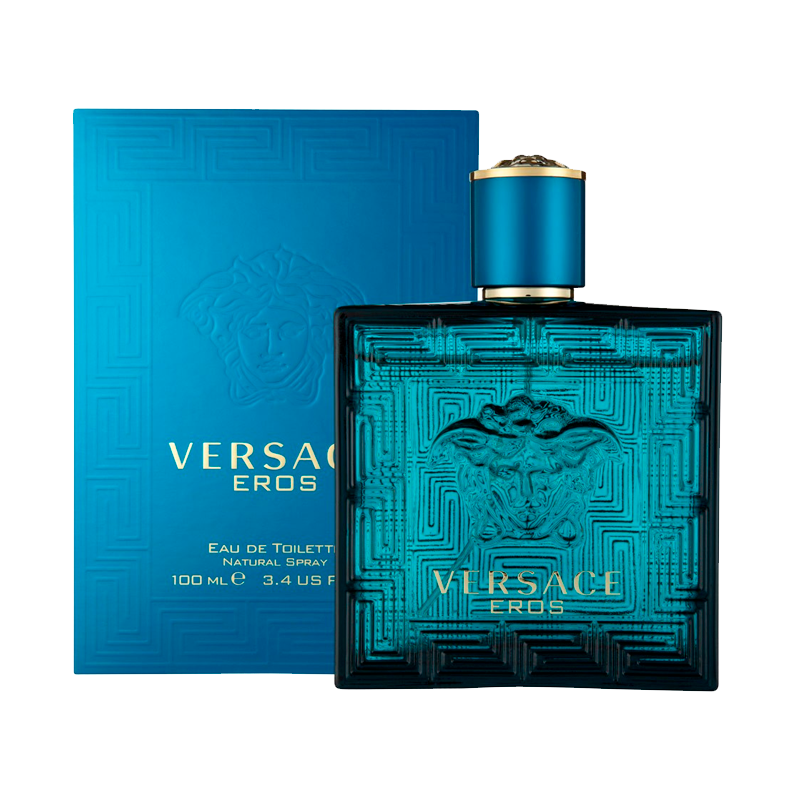 VERSAC
EROS
EAU DE TOILETT
NATURAL SPRAY
100 ML ℮ 3.4 US F
VERSACE
EROS